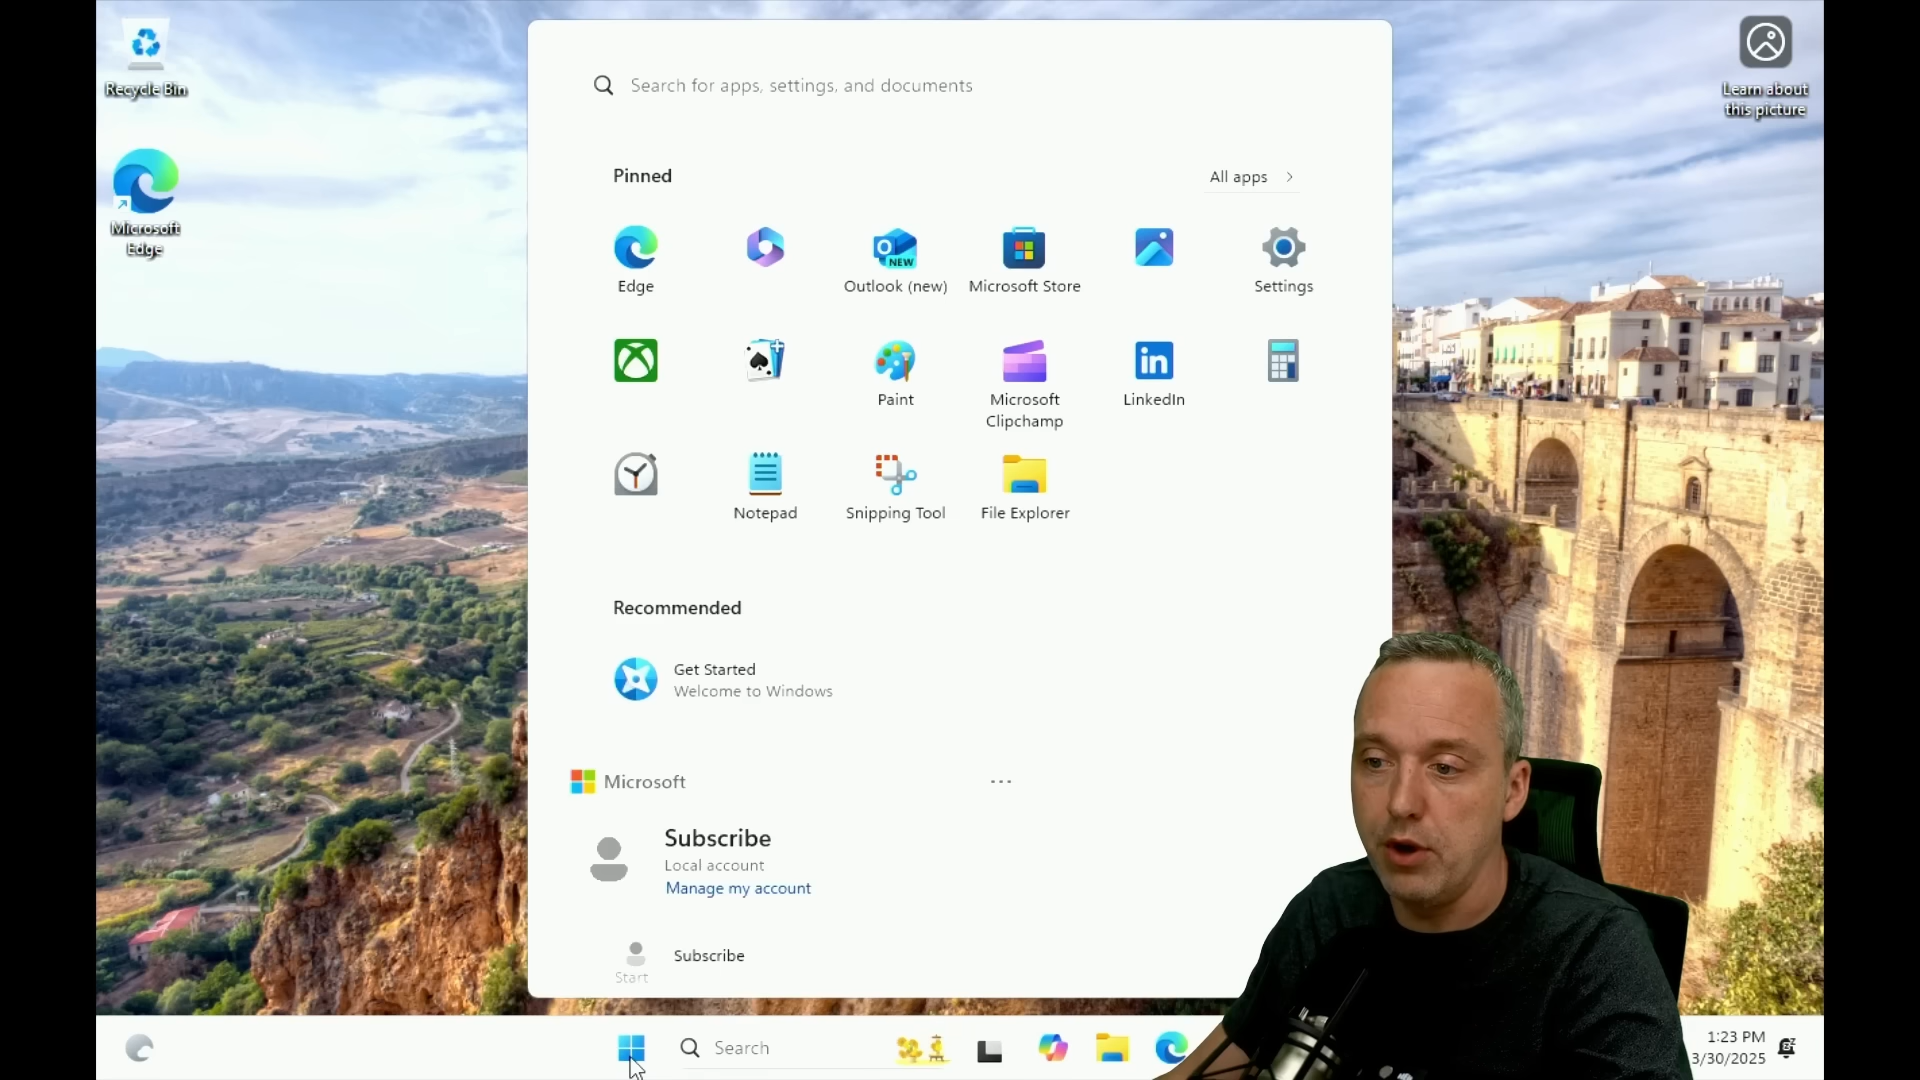 Recycle Bin
Microsoft
Edge
Learn about
this picture
Search for apps, settings, and documents
Pinned
All apps
Edge
Outlook (new)
NEW
Microsoft Store
Settings
Paint
Microsoft
Clipchamp
LinkedIn
in
Notepad
Snipping Tool
File Explorer
Recommended
Get Started
Welcome to Windows
Microsoft
...
Subscribe
Local account
Manage my account
Subscribe
Start
Search
1:23 PM
3/30/2025